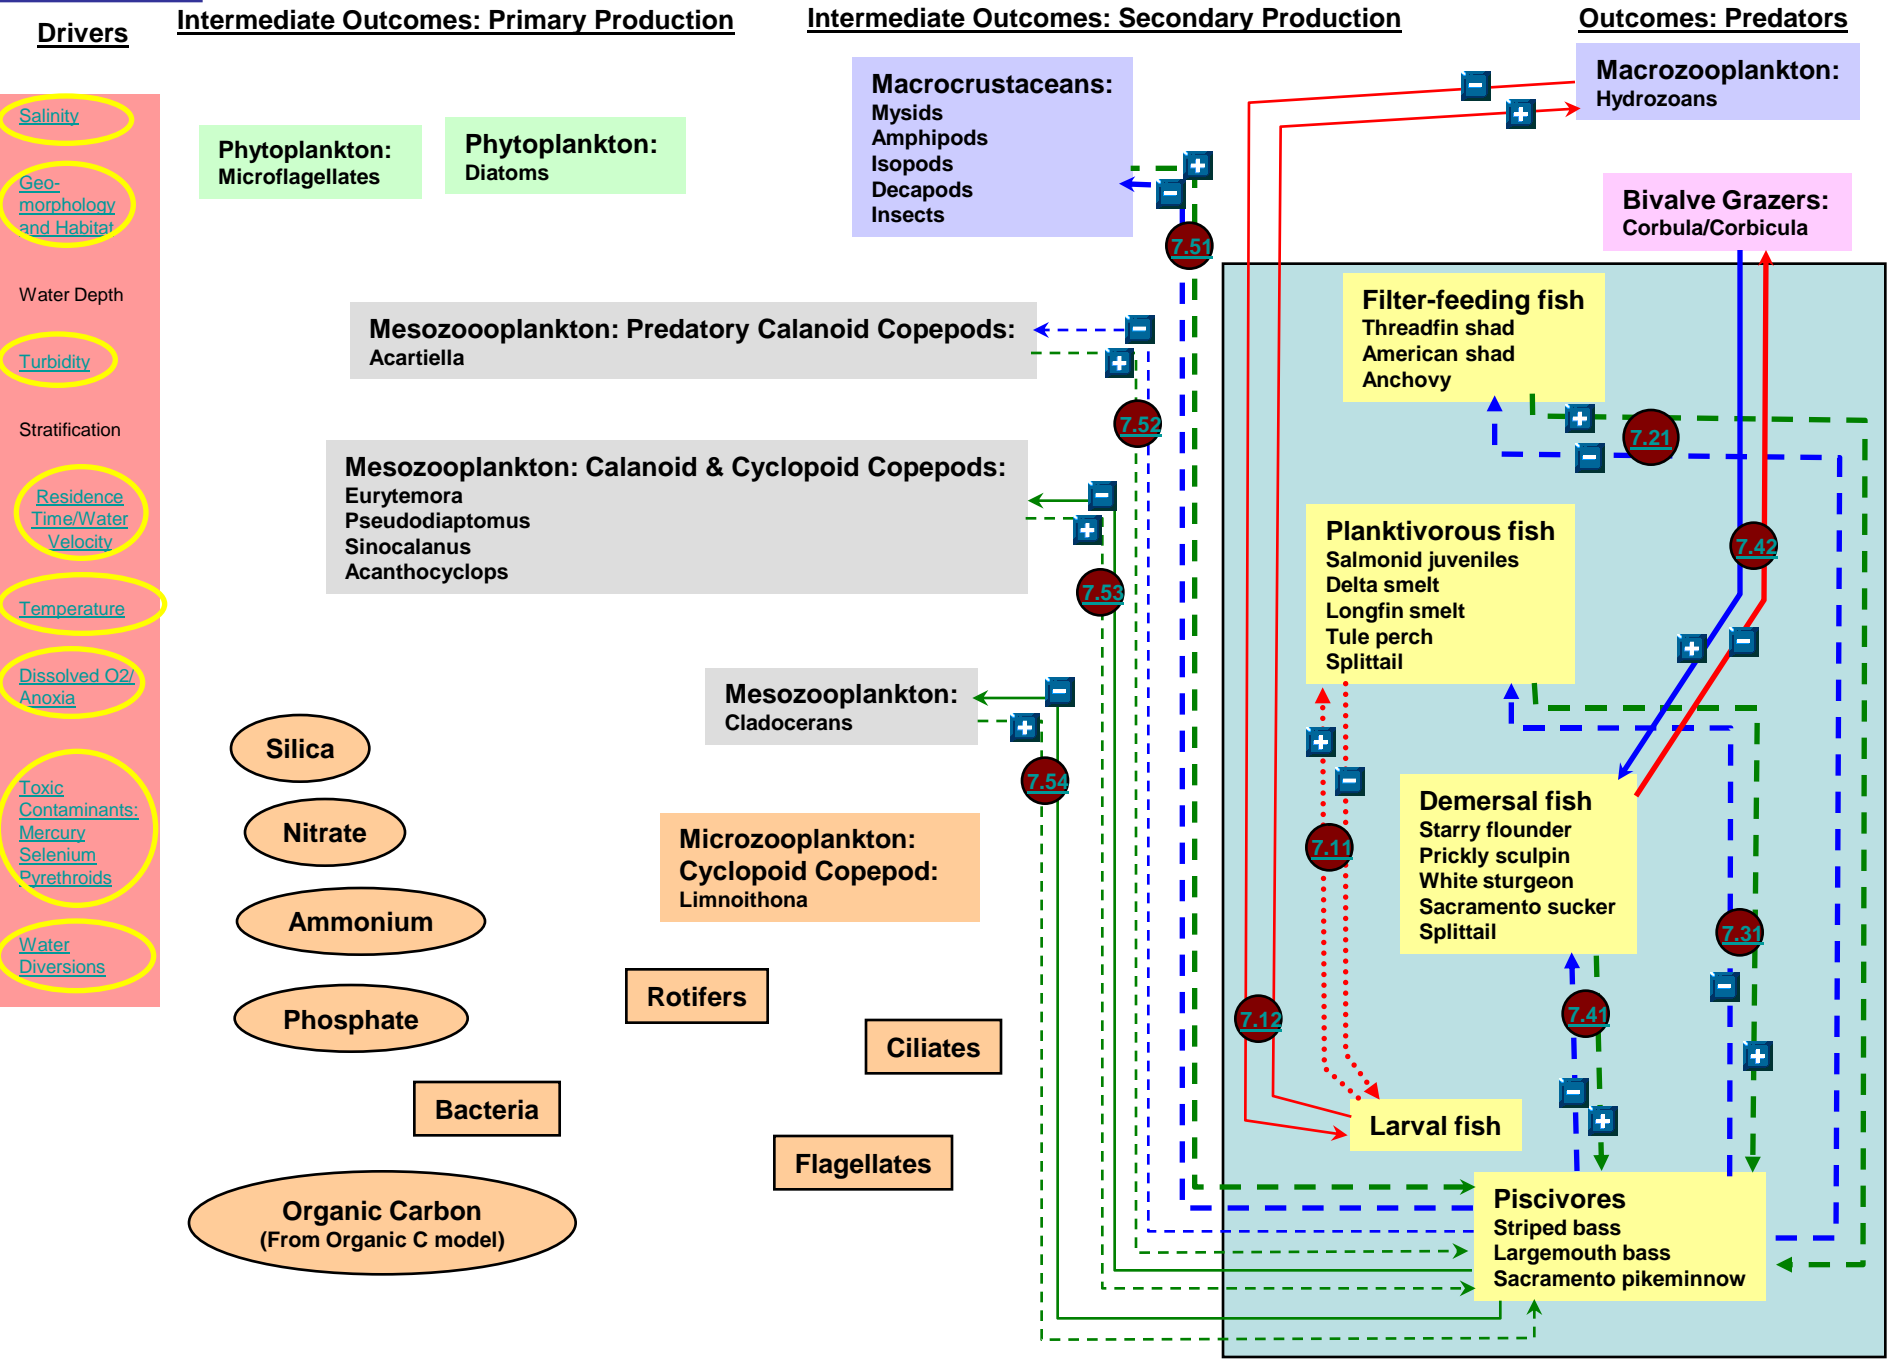 Drivers
Intermediate Outcomes: Primary Production
Intermediate Outcomes: Secondary Production
Outcomes: Predators
Salinity
Geo-
morphology
and Habitat
Water Depth
Turbidity
Stratification
Residence
Time/Water
Velocity
Temperature
Dissolved O2/
Anoxia
Toxic
Contaminants:
Mercury
Selenium
Pyrethroids
Water
Diversions
Phytoplankton:
Microflagellates
Phytoplankton:
Diatoms
Silica
Nitrate
Ammonium
Phosphate
Bacteria
Organic Carbon
(From Organic C model)
Macrocrustaceans:
Mysids
Amphipods
Isopods
Decapods
Insects
Mesozoooplankton: Predatory Calanoid Copepods:
Acartiella
Mesozooplankton: Calanoid & Cyclopoid Copepods:
Eurytemora
Pseudodiaptomus
Sinocalanus
Acanthocyclops
Mesozooplankton:
Cladocerans
Microzooplankton:
Cyclopoid Copepod:
Limnoithona
Rotifers
Ciliates
Flagellates
Macrozooplankton:
Hydrozoans
Bivalve Grazers:
Corbula/Corbicula
Filter-feeding fish
Threadfin shad
American shad
Anchovy
Planktivorous fish
Salmonid juveniles
Delta smelt
Longfin smelt
Tule perch
Splittail
Demersal fish
Starry flounder
Prickly sculpin
White sturgeon
Sacramento sucker
Splittail
Larval fish
Piscivores
Striped bass
Largemouth bass
Sacramento pikeminnow
7.51
7.52
7.53
7.54
7.21
7.42
7.11
7.31
7.12
7.41
+
-
+
-
+
-
+
-
+
-
+
-
+
-
+
-
+
-
+
-